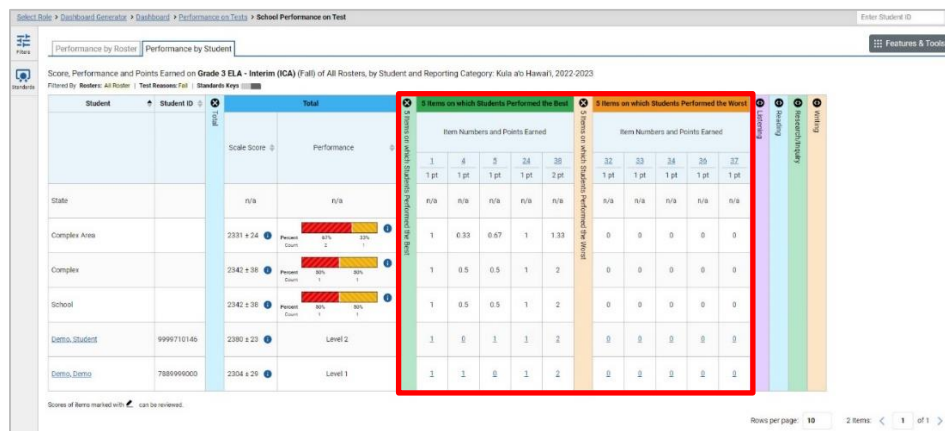 Select Role > Dashboard Generator > Dashboard > Performance on Tests > School Performance on Test
Enter Student ID
Filters
Standards
Performance by Roster
Performance by Student
Features & Tools
Score, Performance and Points Earned on Grade 3 ELA - Interim (ICA) (Fall) of All Rosters, by Student and Reporting Category: Kula a'o Hawai'i, 2022-2023
Filtered By Rosters: All Roster | Test Reasons: Fall | Standards Keys
Student Student ID Total Total 5 Items on which Students Performed the Best 5 Items on which Students Performed the Best 5 Items on which Students Performed the Worst 5 Items on which Students Performed the Worst Listening Reading Research/Inquiry Writing
Scale Score Performance Item Numbers and Points Earned Item Numbers and Points Earned
1 4 5 24 38 32 33 34 36 37
1 pt 1 pt 1 pt 1 pt 2 pt 1 pt 1 pt 1 pt 1 pt 1 pt
State n/a n/a n/a n/a n/a n/a n/a n/a n/a n/a n/a n/a
Complex Area 2331 ± 24 Percent 67% 33% 1 0.33 0.67 1 1.33 0 0 0 0 0
Count 2 1
Complex 2342 ± 38 Percent 50% 50% 1 0.5 0.5 1 2 0 0 0 0 0
Count 1 1
School 2342 ± 38 Percent 50% 50% 1 0.5 0.5 1 2 0 0 0 0 0
Count 1 1
Demo, Student 9999710146 2380 ± 23 Level 2 1 0 1 1 2 0 0 0 0 0
Demo, Demo 7889999000 2304 ± 29 Level 1 1 1 0 1 2 0 0 0 0 0
Scores of items marked with can be reviewed.
Rows per page: 10 2 items: < 1 of 1 >